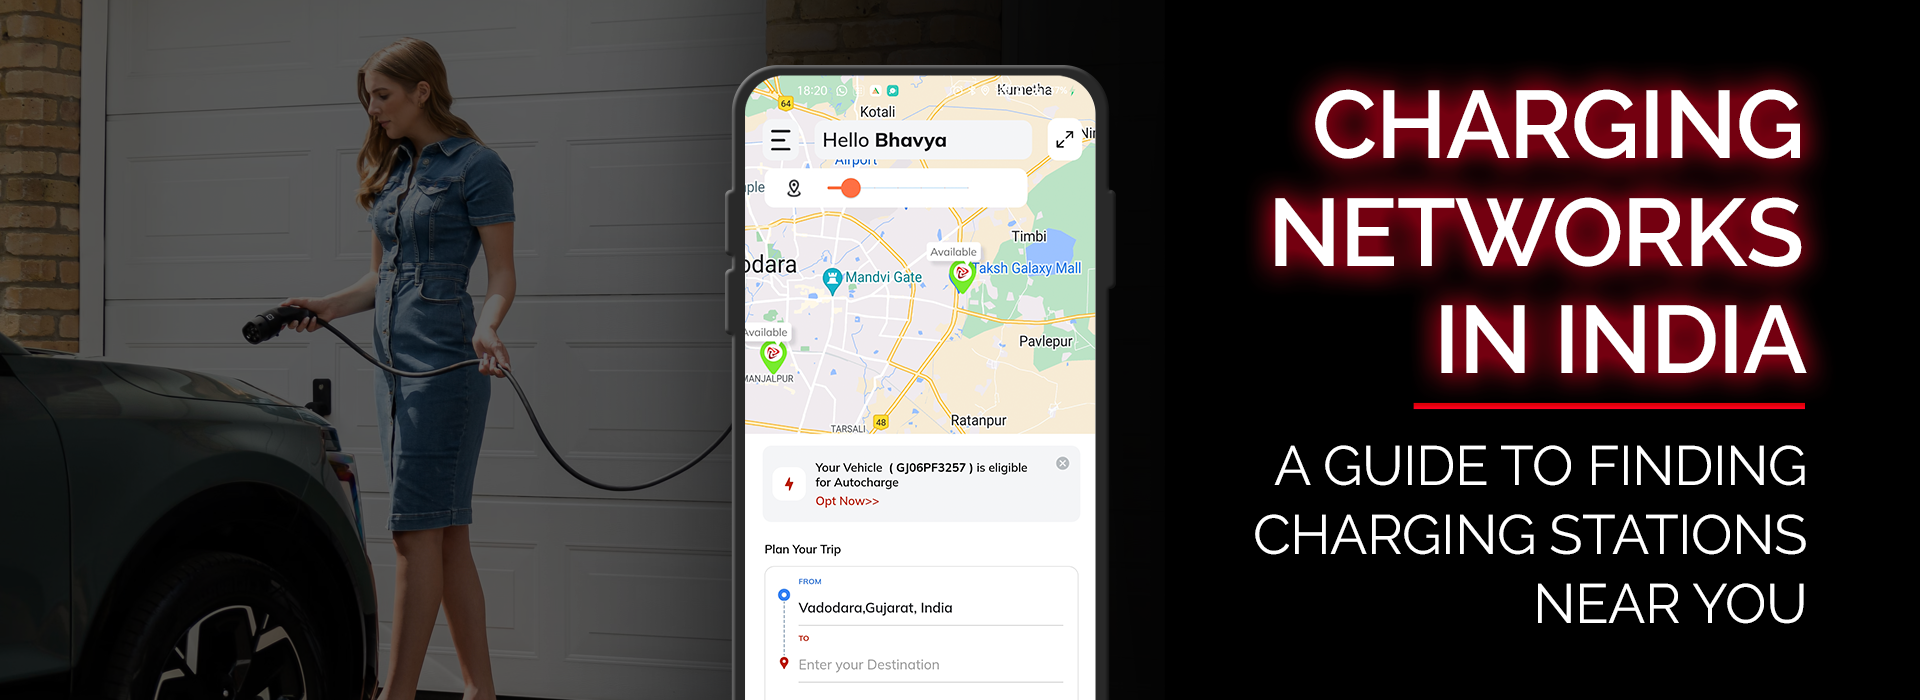 18:20
Kumetha
64
Kotali
Hello Bhavya
Airport
odara
Mandvi Gate
Available
Timbi
Taksh Galaxy Mall
Available
MANJALPUR
Pavlepur
TARSALI
48
Ratanpur
Your Vehicle ( GJ06PF3257 ) is eligible
for Autocharge
Opt Now>>
Plan Your Trip
FROM
Vadodara,Gujarat, India
TO
Enter your Destination
CHARGING
NETWORKS
IN INDIA
A GUIDE TO FINDING
CHARGING STATIONS
NEAR YOU